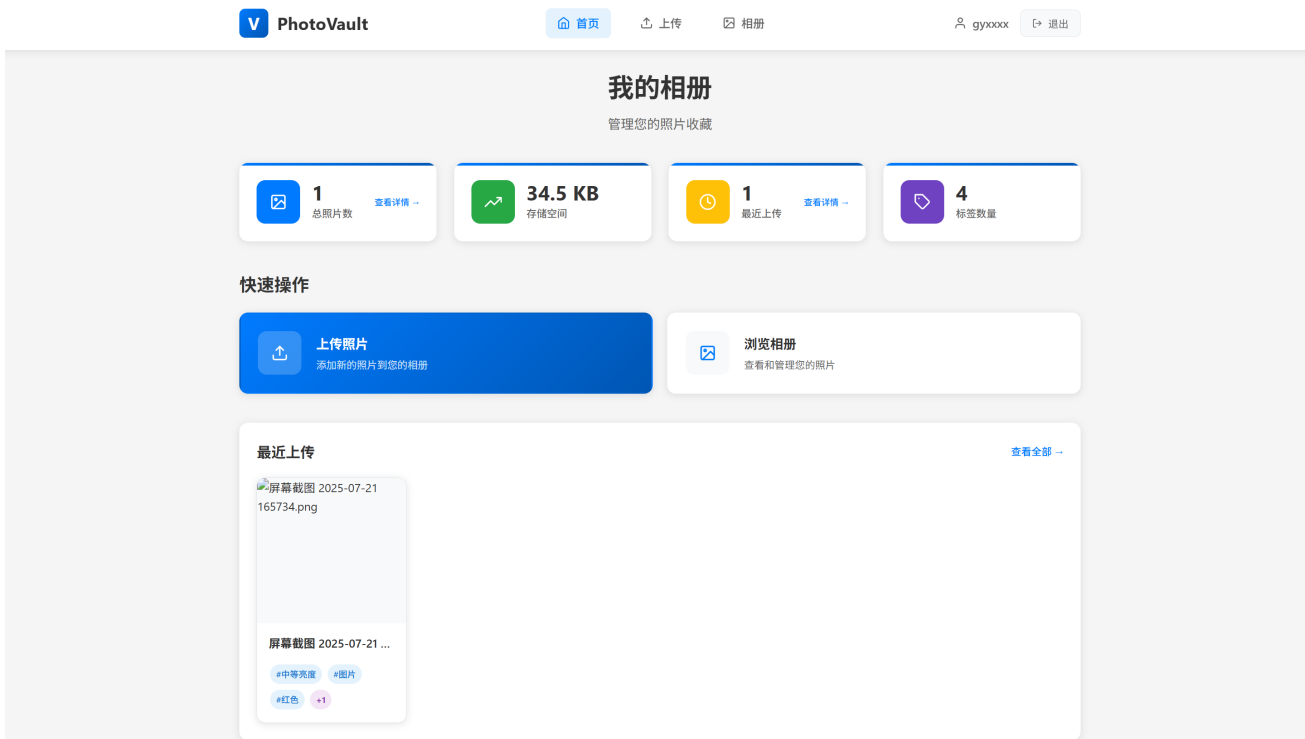 V PhotoVault
首页
上传
相册
gyxxxx
退出
我的相册
管理您的照片收藏
1
总照片数
查看详情 →
34.5 KB
存储空间
1
最近上传
查看详情 →
4
标签数量
快速操作
上传照片
添加新的照片到您的相册
浏览相册
查看和管理您的照片
最近上传
查看全部 →
屏幕截图 2025-07-21
165734.png
屏幕截图 2025-07-21 ...
#中等亮度 #图片
#红色 +1